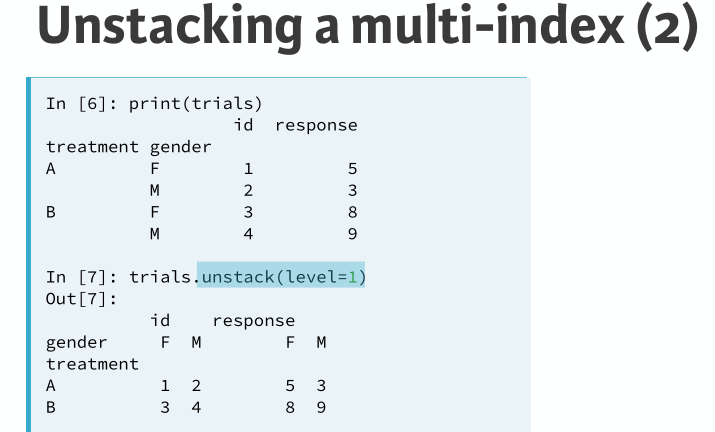 Unstacking a multi-index (2)
In [6]: print(trials)
                  id  response
treatment gender
A         F        1         5
          M        2         3
B         F        3         8
          M        4         9
In [7]: trials.unstack(level=1)
Out[7]:
          id    response
gender     F  M        F  M
treatment
A          1  2        5  3
B          3  4        8  9